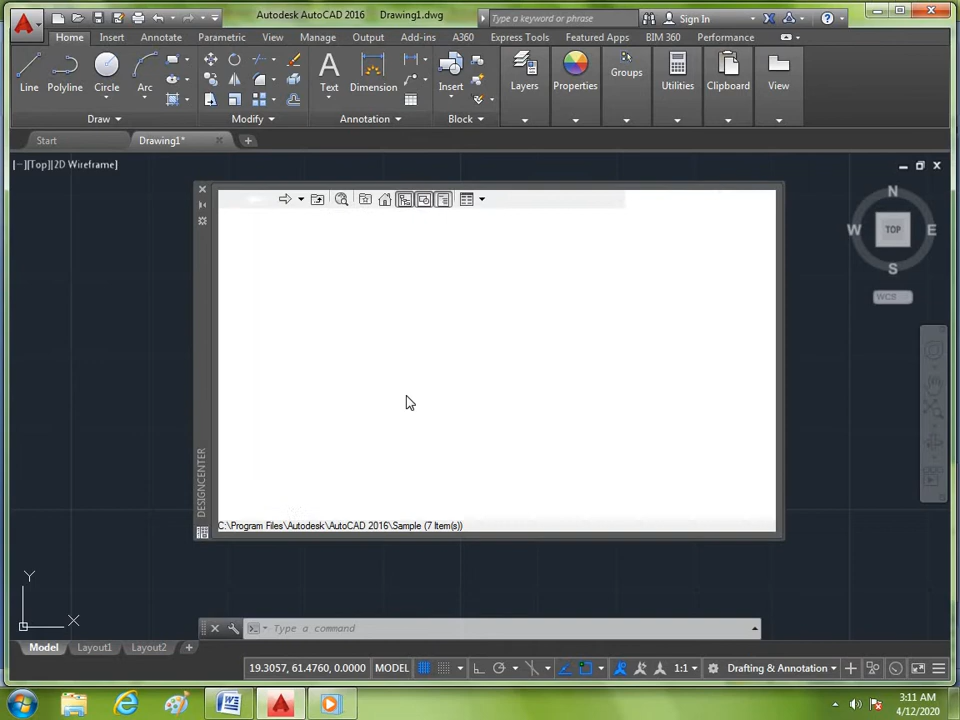 Autodesk AutoCAD 2016 Drawing1.dwg
Type a keyword or phrase
Sign In
Home Insert Annotate Parametric View Manage Output Add-ins A360 Express Tools Featured Apps BIM 360 Performance
Line Polyline Circle Arc Text Dimension Insert Layers Properties Groups Utilities Clipboard View
Draw Modify Annotation Block
Start Drawing1*
[−][Top][2D Wireframe]
N
W TOP E
S
WCS
DESIGNCENTER
C:\Program Files\Autodesk\AutoCAD 2016\Sample (7 Item(s))
Y
X
Type a command
Model Layout1 Layout2
19.3057, 61.4760, 0.0000 MODEL 1:1 Drafting & Annotation
3:11 AM
4/12/2020